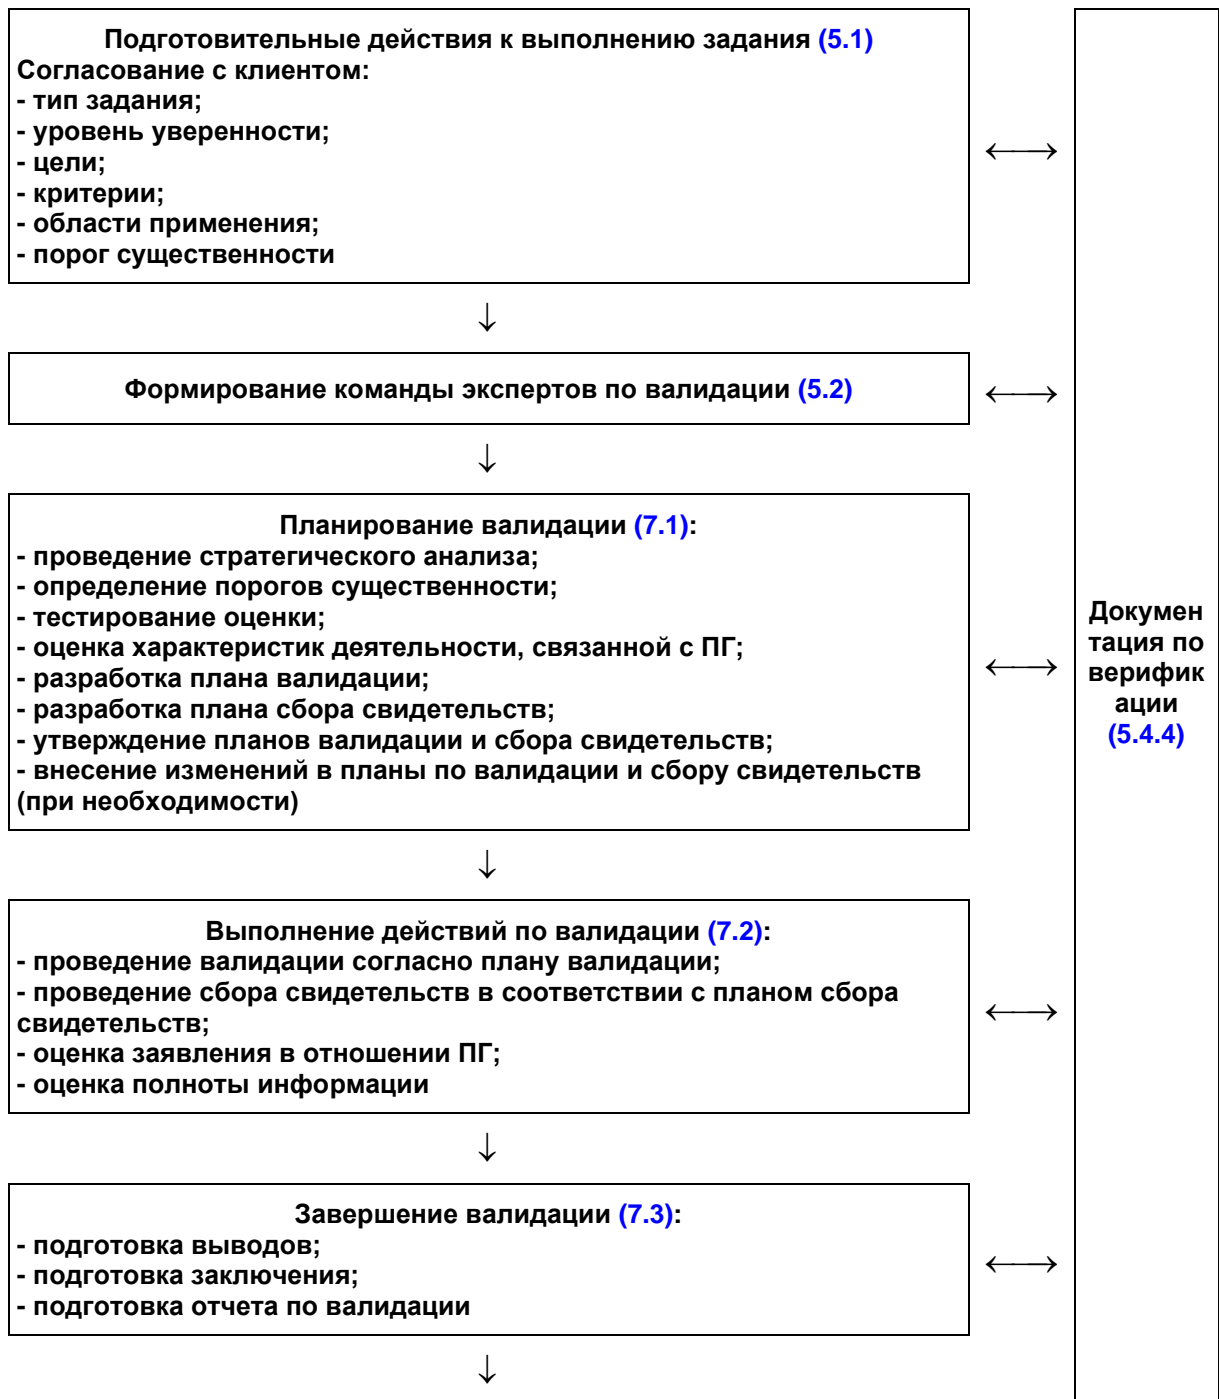 Подготовительные действия к выполнению задания (5.1)
Согласование с клиентом:
- тип задания;
- уровень уверенности;
- цели;
- критерии;
- области применения;
- порог существенности
Формирование команды экспертов по валидации (5.2)
Планирование валидации (7.1):
- проведение стратегического анализа;
- определение порогов существенности;
- тестирование оценки;
- оценка характеристик деятельности, связанной с ПГ;
- разработка плана валидации;
- разработка плана сбора свидетельств;
- утверждение планов валидации и сбора свидетельств;
- внесение изменений в планы по валидации и сбору свидетельств
(при необходимости)
Выполнение действий по валидации (7.2):
- проведение валидации согласно плану валидации;
- проведение сбора свидетельств в соответствии с планом сбора
свидетельств;
- оценка заявления в отношении ПГ;
- оценка полноты информации
Завершение валидации (7.3):
- подготовка выводов;
- подготовка заключения;
- подготовка отчета по валидации
Докумен
тация по
верифик
ации
(5.4.4)